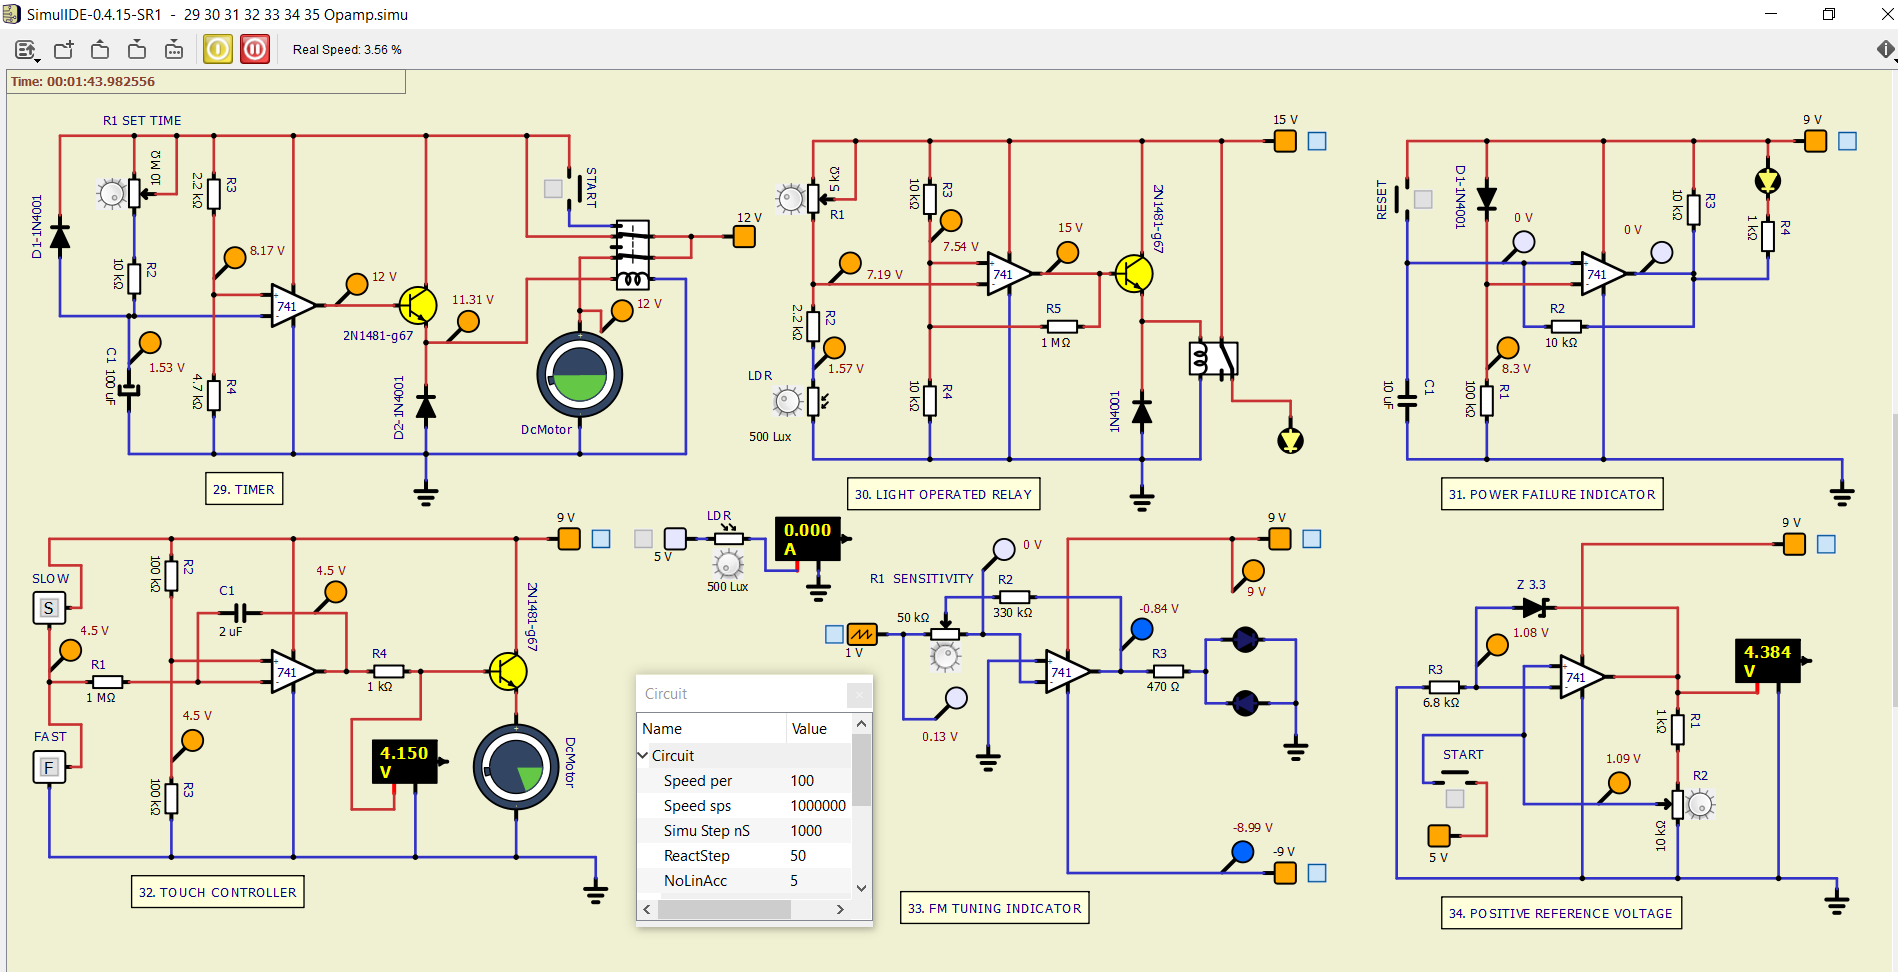 SimulIDE-0.4.15-SR1 - 29 30 31 32 33 34 35 Opamp.simu
Real Speed: 3.56 %
Time: 00:01:43.982556
R1 SET TIME
10 MΩ
R3
2.2 kΩ
START
D1-1N4001
8.17 V
12 V
R2
10 kΩ
12 V
741
11.31 V
12 V
2N1481-g67
C1
100 uF
1.53 V
R4
4.7 kΩ
D2-1N4001
DcMotor
29. TIMER
15 V
5 kΩ
R1
R3
10 kΩ
2N1481-g67
7.54 V
15 V
7.19 V
741
R2
2.2 kΩ
R5
1 MΩ
1.57 V
LDR
500 Lux
R4
10 kΩ
1N4001
30. LIGHT OPERATED RELAY
9 V
RESET
D1-1N4001
0 V
0 V
R3
10 kΩ
R4
1 kΩ
741
R2
10 kΩ
8.3 V
C1
10 uF
R1
100 kΩ
31. POWER FAILURE INDICATOR
9 V
SLOW
S
R2
100 kΩ
C1
2 uF
4.5 V
2N1481-g67
4.5 V
R1
1 MΩ
741
R4
1 kΩ
4.5 V
FAST
F
R3
100 kΩ
4.150
V
DcMotor
32. TOUCH CONTROLLER
5 V
LDR
500 Lux
0.000
A
Circuit
Name Value
Circuit
Speed per 100
Speed sps 1000000
Simu Step nS 1000
ReactStep 50
NoLinAcc 5
9 V
0 V
R1 SENSITIVITY
R2
330 kΩ
9 V
50 kΩ
1 V
-0.84 V
741
R3
470 Ω
0.13 V
-8.99 V
-9 V
33. FM TUNING INDICATOR
9 V
Z 3.3
1.08 V
4.384
V
R3
6.8 kΩ
741
R1
1 kΩ
START
1.09 V
R2
10 kΩ
5 V
34. POSITIVE REFERENCE VOLTAGE